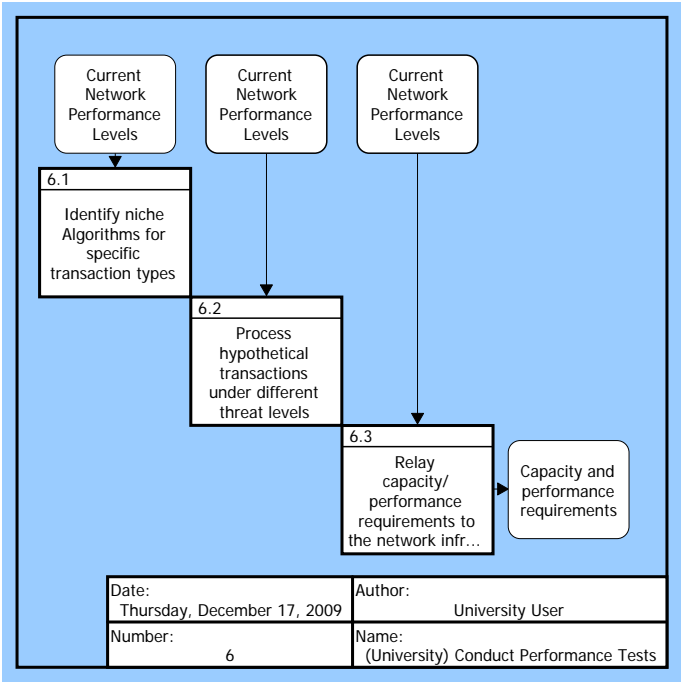 Current
Network
Performance
Levels
Current
Network
Performance
Levels
Current
Network
Performance
Levels
6.1
Identify niche
Algorithms for
specific
transaction types
6.2
Process
hypothetical
transactions
under different
threat levels
6.3
Relay
capacity/
performance
requirements to
the network infr...
Capacity and
performance
requirements
Date:
Thursday, December 17, 2009
Author:
University User
Number:
6
Name:
(University) Conduct Performance Tests